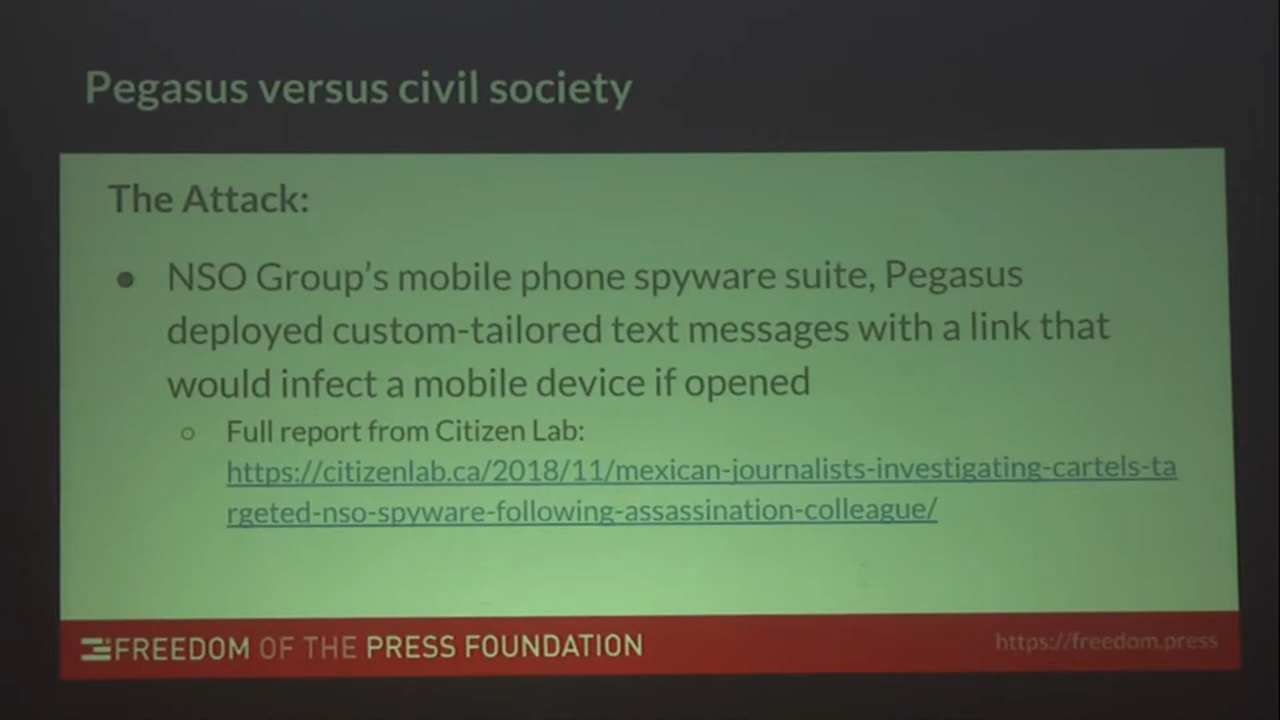 Pegasus versus civil society
The Attack:
● NSO Group's mobile phone spyware suite, Pegasus
deployed custom-tailored text messages with a link that
would infect a mobile device if opened
○ Full report from Citizen Lab:
https://citizenlab.ca/2018/11/mexican-journalists-investigating-cartels-ta
rgeted-nso-spyware-following-assassination-colleague/
FREEDOM OF THE PRESS FOUNDATION
https://freedom.press